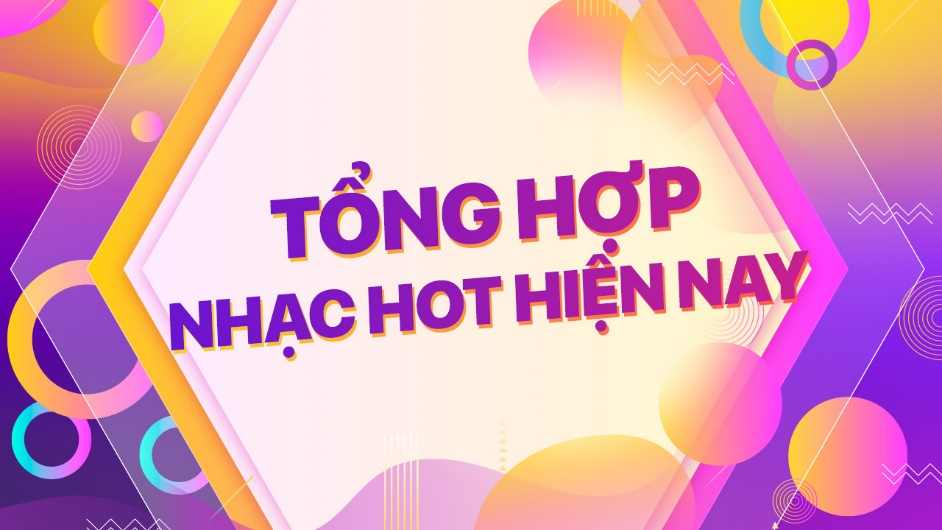 TỔNG HỢP
NHẠC HOT HIỆN NAY